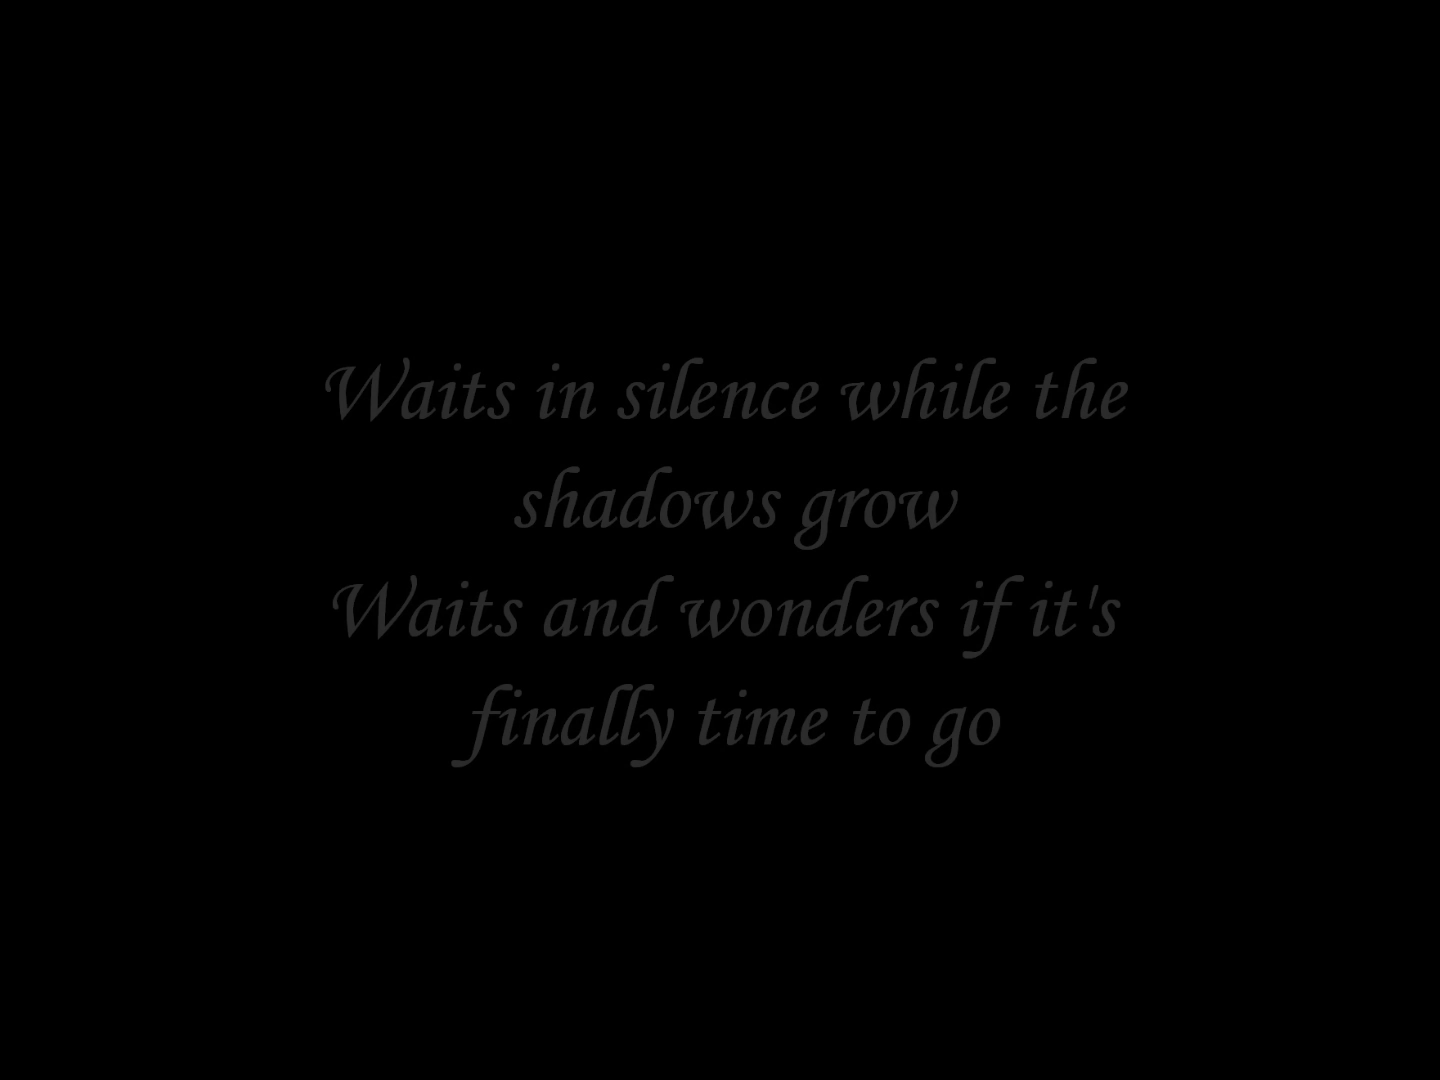 Waits in silence while the
shadows grow
Waits and wonders if it's
finally time to go